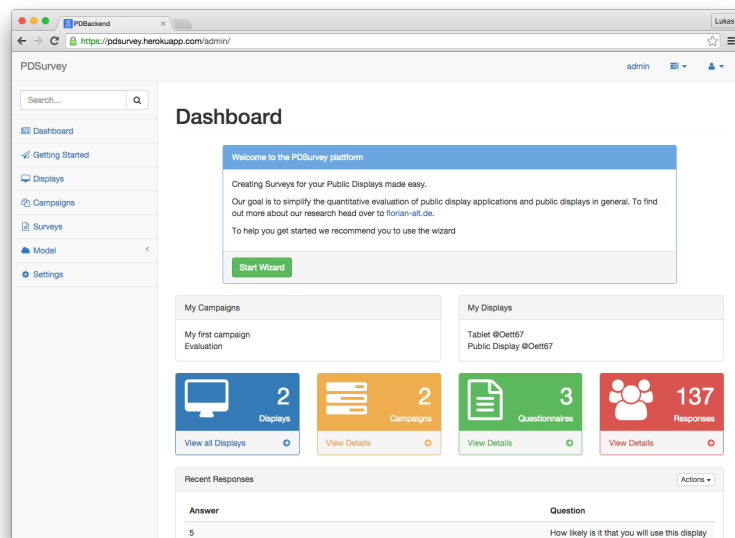 PDBackend
Lukas
https://pdsurvey.herokuapp.com/admin/
PDSurvey
admin
Search...
Dashboard
Getting Started
Displays
Campaigns
Surveys
Model
Settings
Dashboard
Welcome to the PDSurvey plattform
Creating Surveys for your Public Displays made easy.
Our goal is to simplify the quantitative evaluation of public display applications and public displays in general. To find
out more about our research head over to florian-alt.de.
To help you get started we recommend you to use the wizard
Start Wizard
My Campaigns
My first campaign
Evaluation
My Displays
Tablet @Oett67
Public Display @Oett67
2
Displays
View all Displays
2
Campaigns
View Details
3
Questionnaires
View Details
137
Responses
View Details
Recent Responses
Actions
Answer Question
5 How likely is it that you will use this display